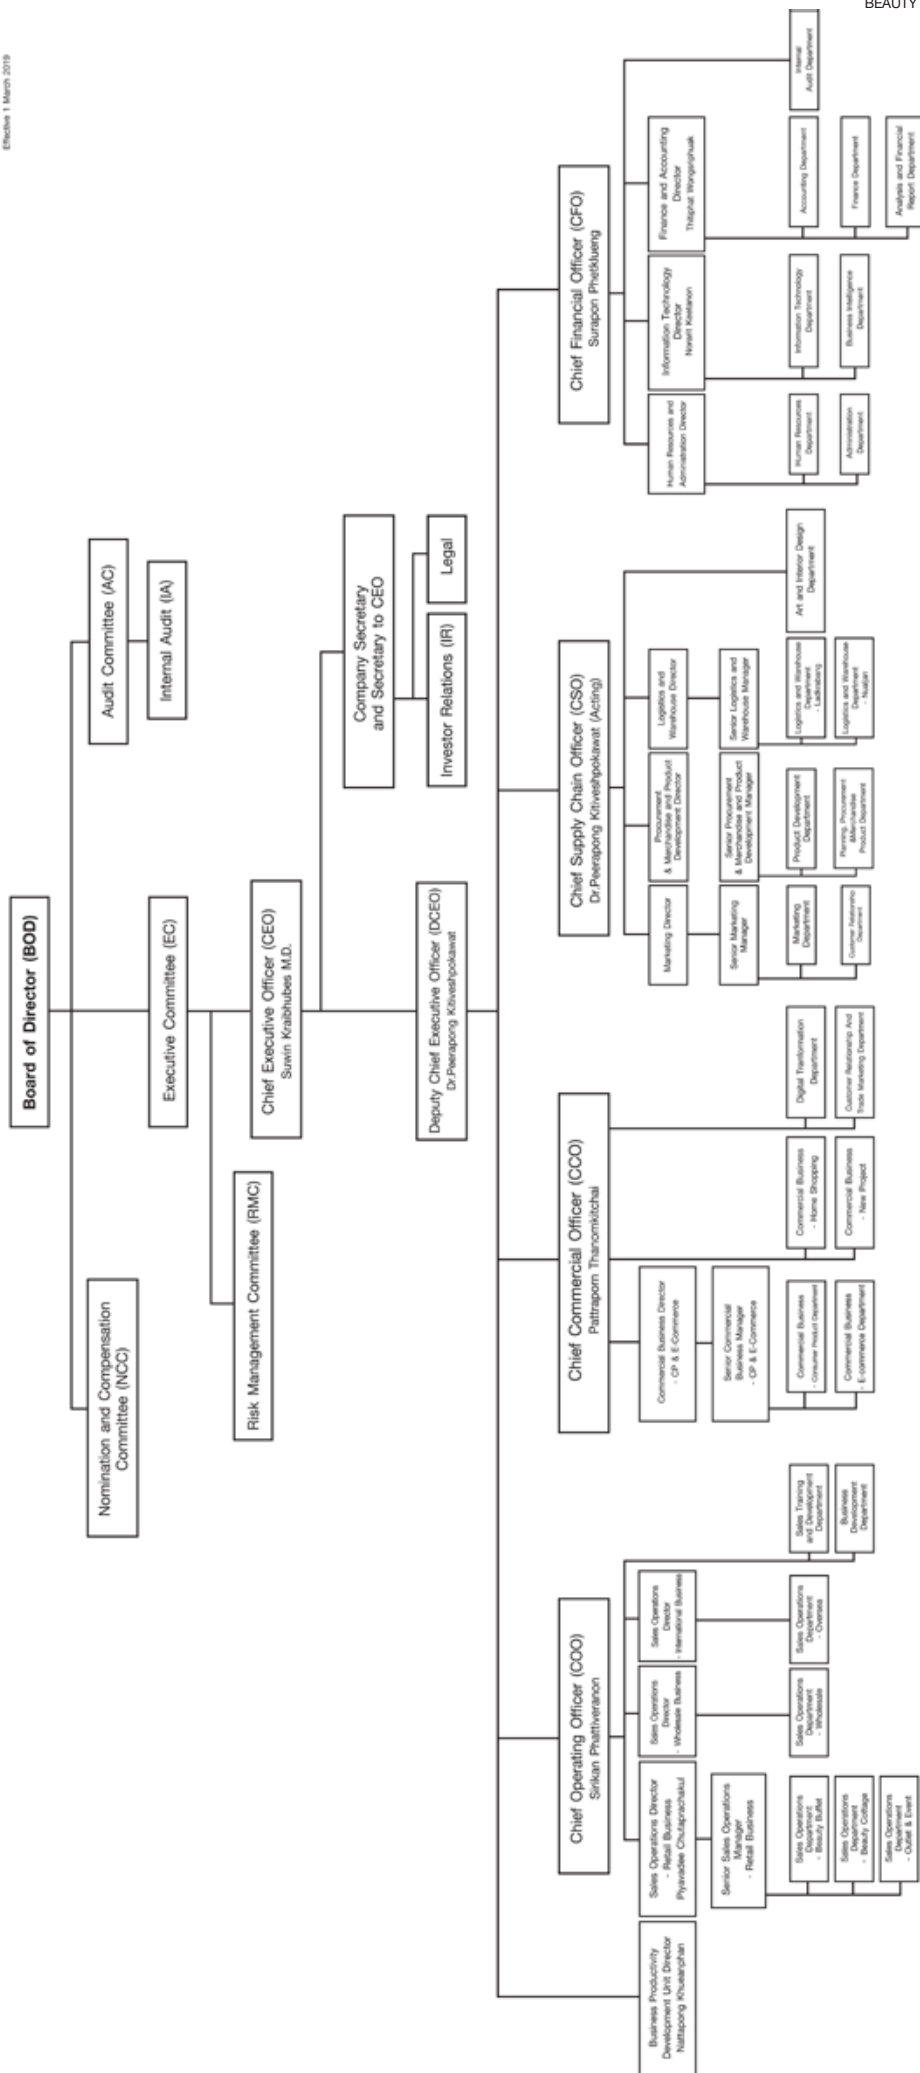 BEAUTY
Effective 1 March 2019
Board of Director (BOD)
Nomination and Compensation
Committee (NCC)
Audit Committee (AC)
Internal Audit (IA)
Executive Committee (EC)
Risk Management Committee (RMC)
Chief Executive Officer (CEO)
Suwin Kraibhubes M.D.
Company Secretary
and Secretary to CEO
Investor Relations (IR)
Legal
Deputy Chief Executive Officer (DCEO)
Dr.Peerapong Kitiveshpokawat
Business Productivity
Development Unit Director
Nattapong Khueanphan
Chief Operating Officer (COO)
Sirikan Phattiveranon
Sales Operations Director
- Retail Business
Piyavadee Chutaprachakul
Senior Sales Operations
Manager
- Retail Business
Sales Operations
Department
- Beauty Buffet
Sales Operations
Department
- Beauty Cottage
Sales Operations
Department
- Outlet & Event
Sales Operations
Director
- Wholesale Business
Sales Operations
Department
- Wholesale
Sales Operations
Director
- International Business
Sales Operations
Department
- Oversea
Sales Training
and Development
Department
Business
Development
Department
Chief Commercial Officer (CCO)
Pattraporn Thanomkitchai
Commercial Business Director
- CP & E-Commerce
Senior Commercial
Business Manager
- CP & E-Commerce
Commercial Business
- Consumer Product Department
Commercial Business
- E-commerce Department
Commercial Business
- Home Shopping
Commercial Business
- New Project
Digital Tranformation
Department
Customer Relationship And
Trade Marketing Department
Chief Supply Chain Officer (CSO)
Dr.Peerapong Kitiveshpokawat (Acting)
Marketing Director
Senior Marketing
Manager
Marketing
Department
Customer Relationship
Department
Procurement
& Merchandise and Product
Development Director
Senior Procurement
& Merchandise and Product
Development Manager
Product Development
Department
Planning, Procurement
&Merchandise
Product Department
Logistics and
Warehouse Director
Senior Logistics and
Warehouse Manager
Logistics and Warehouse
Department
- Ladkrabang
Logistics and Warehouse
Department
- Nualjan
Art and Interior Design
Department
Chief Financial Officer (CFO)
Surapon Phetklueng
Human Resources and
Administration Director
Human Resources
Department
Administration
Department
Information Technology
Director
Norarit Keetanon
Information Technology
Department
Business Intelligence
Department
Finance and Accounting
Director
Thitiphat Wongsriphuak
Accounting Department
Finance Department
Analysis and Financial
Report Department
Internal
Audit Department